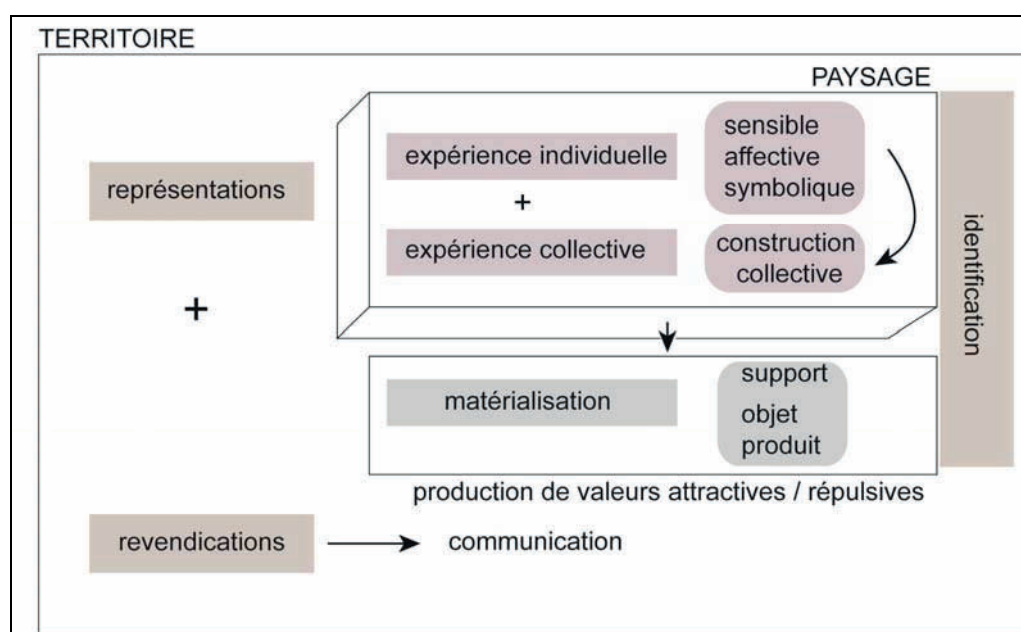 TERRITOIRE
PAYSAGE
représentations
+
revendications
expérience individuelle
+
expérience collective
sensible
affective
symbolique
construction
collective
matérialisation
support
objet
produit
identification
production de valeurs attractives / répulsives
communication